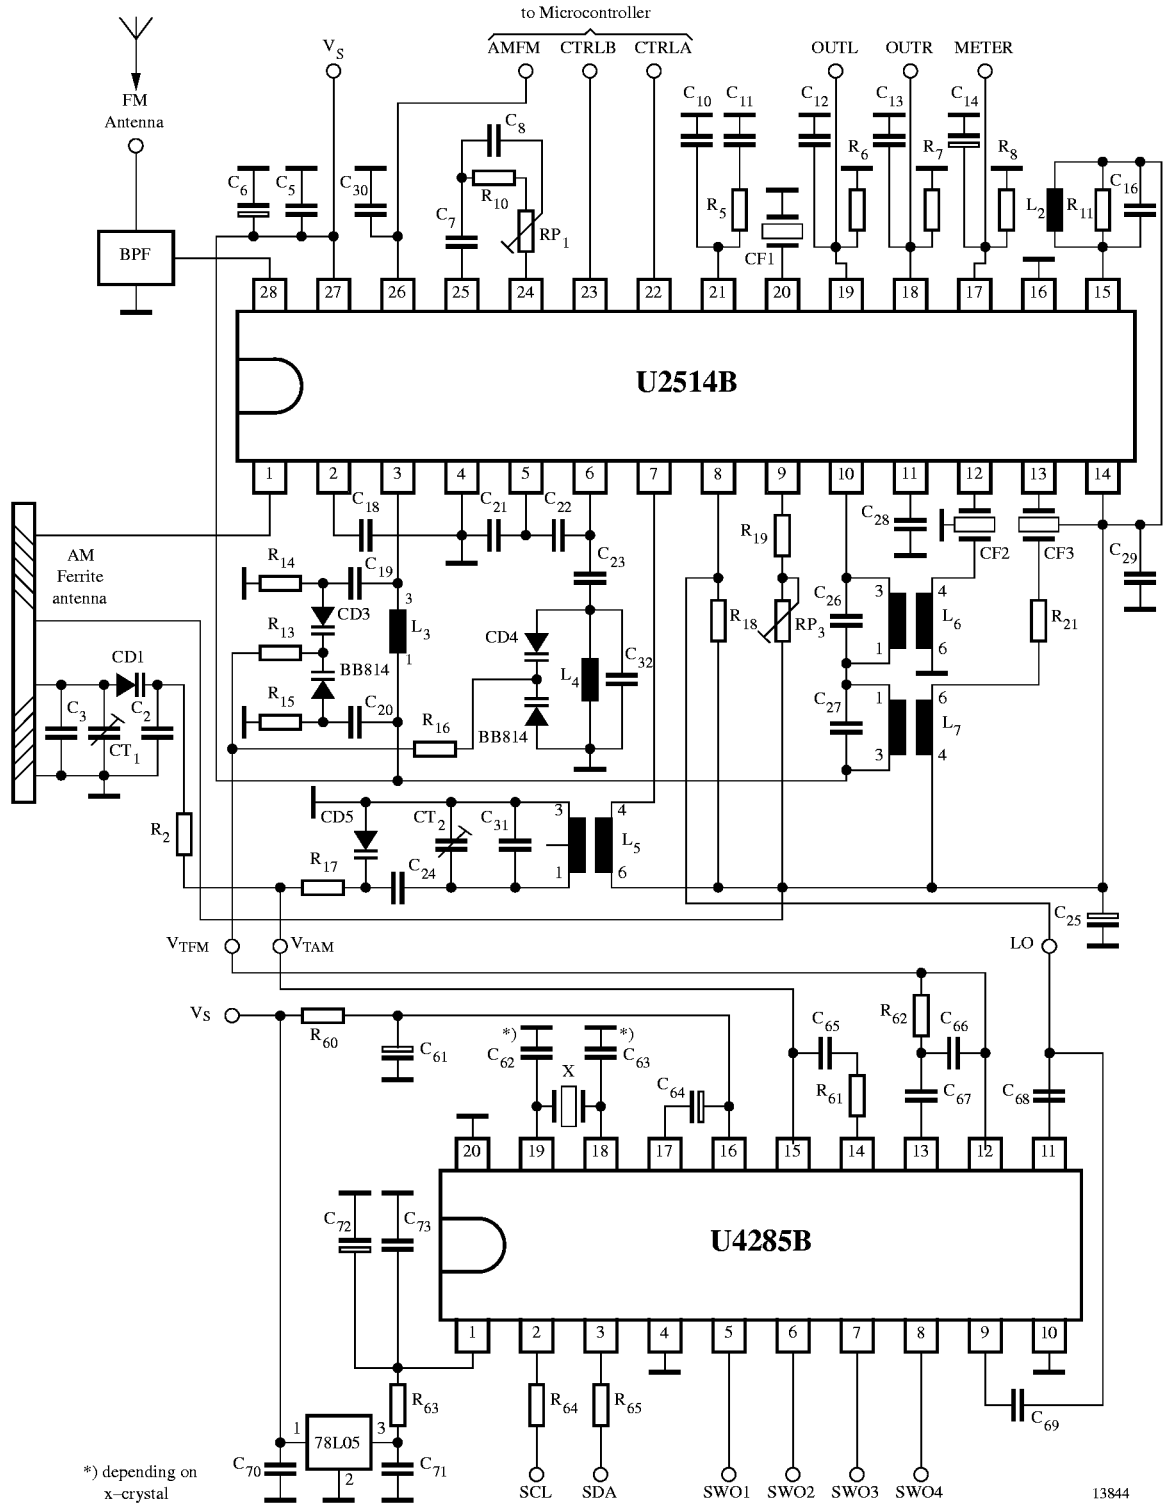 to Microcontroller
AMFM CTRLB CTRLA OUTL OUTR METER
VS
FM
Antenna
C10 C11 C12 C13 C14
C8
C6 C5 C30 R10 R6 R7 R8
C7 RP1 R5 L2 R11 C16
BPF CF1
28 27 26 25 24 23 22 21 20 19 18 17 16 15
U2514B
1 2 3 4 5 6 7 8 9 10 11 12 13 14
C18 C21 C22 C28
R19
AM
Ferrite
antenna
R14 C19 C23 CF2 CF3 C29
3
CD3 L3 C26 3 4 L6 R21
R13 1 CD4 R18 RP3 1 6
BB814 L4 C32
CD1
C3 C2 R15 C20 R16 BB814 C27 1 6 L7
CT1 3 4
CD5 CT2 C31 3 4
R2 L5
R17 C24 1 6
C25
VTFM VTAM LO
VS R60 C61 *) C62 *) C63 C65 R62 C66
X C64 R61 C67 C68
20 19 18 17 16 15 14 13 12 11
C72 C73
U4285B
1 2 3 4 5 6 7 8 9 10
R63 R64 R65 C69
1 78L05 3
C70 2 C71
*) depending on
x–crystal
SCL SDA SWO1 SWO2 SWO3 SWO4
13844